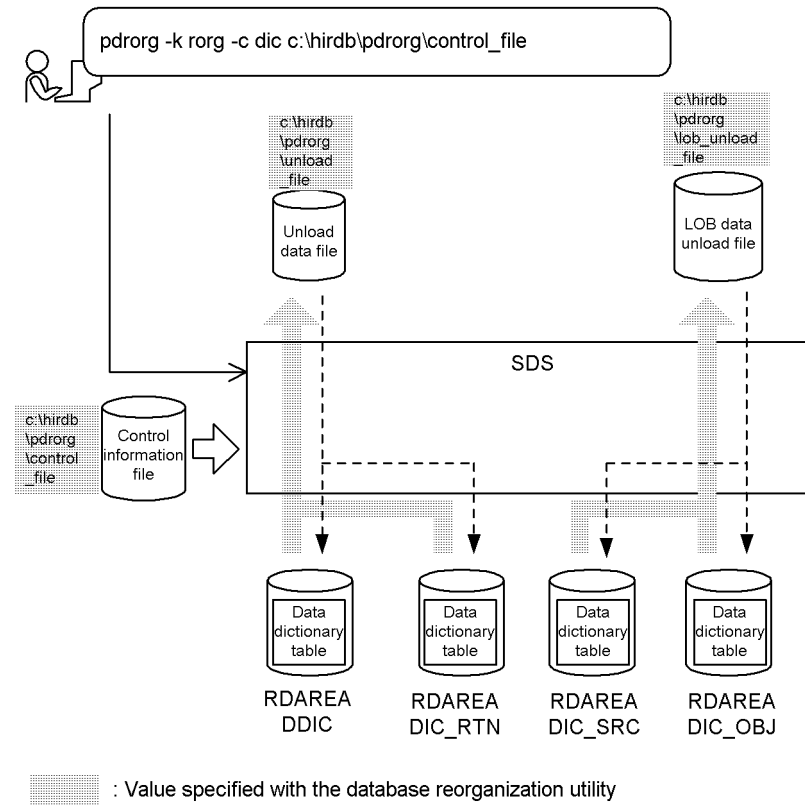 pdrorg -k rorg -c dic c:\hirdb\pdrorg\control_file
c:\hirdb
\pdrorg
\unload
_file
c:\hirdb
\pdrorg
\lob_unload
_file
Unload
data file
LOB data
unload file
SDS
c:\hirdb
\pdrorg
\control
_file
Control
information
file
Data
dictionary
table
Data
dictionary
table
Data
dictionary
table
Data
dictionary
table
RDAREA
DDIC
RDAREA
DIC_RTN
RDAREA
DIC_SRC
RDAREA
DIC_OBJ
: Value specified with the database reorganization utility